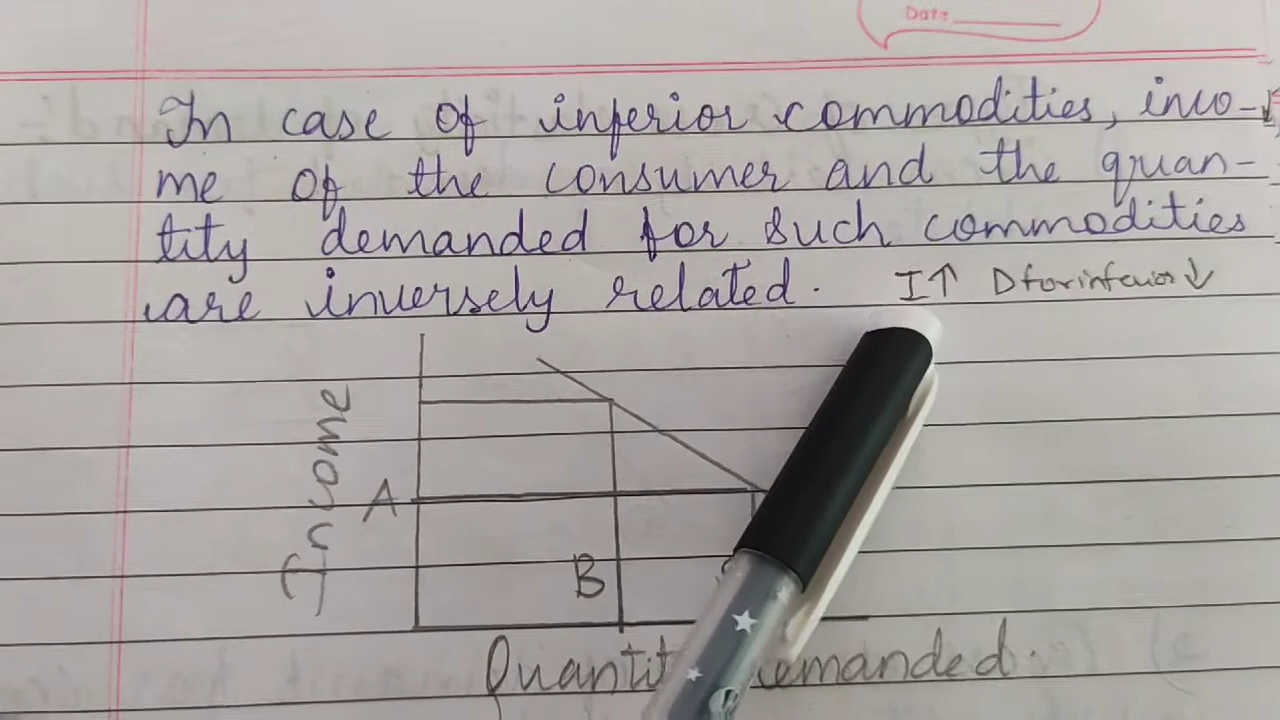 Date
In case of inferior commodities, inco-
me of the consumer and the quan-
tity demanded for such commodities
are inversely related. I↑ D for inferior ↓
Income
A
B
Quantit emanded.